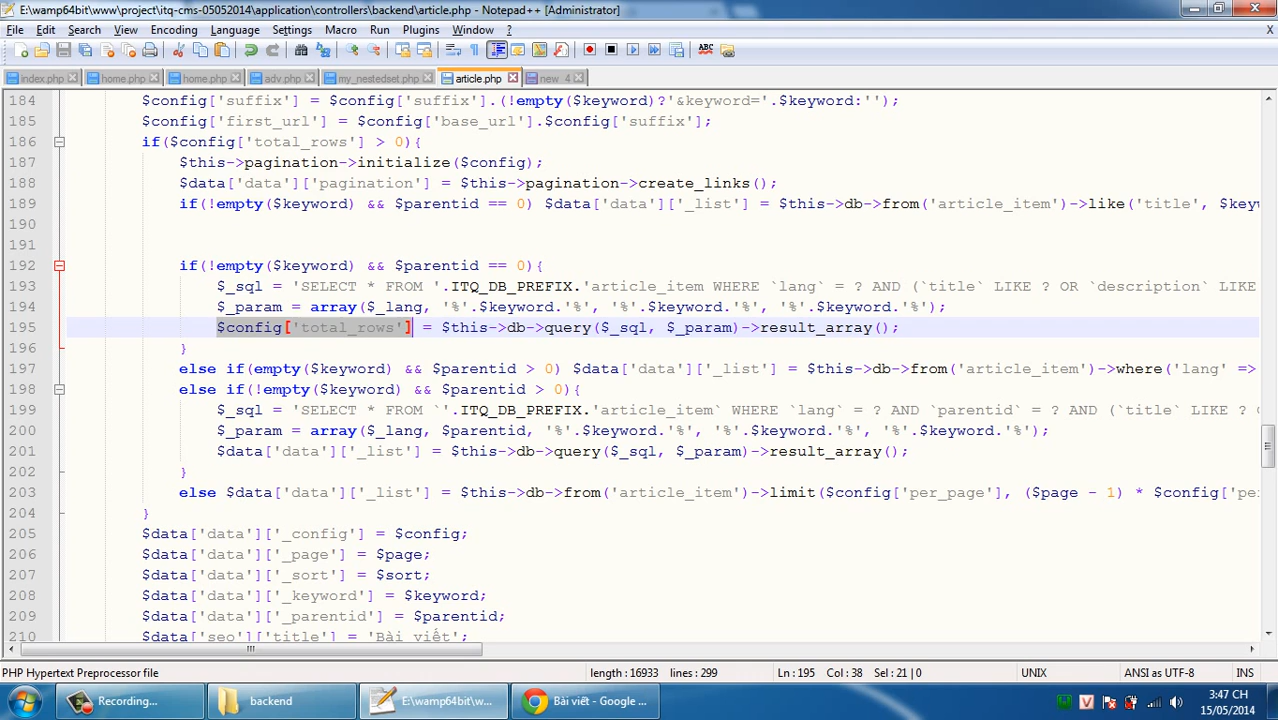 E:\wamp64bit\www\project\itq-cms-05052014\application\controllers\backend\article.php - Notepad++ [Administrator]
File Edit Search View Encoding Language Settings Macro Run Plugins Window ? X
index.php home.php home.php adv.php my_nestedset.php article.php new 4
184 $config['suffix'] = $config['suffix'].(!empty($keyword)?'&keyword='.$keyword:'');
185 $config['first_url'] = $config['base_url'].$config['suffix'];
186 if($config['total_rows'] > 0){
187 $this->pagination->initialize($config);
188 $data['data']['pagination'] = $this->pagination->create_links();
189 if(!empty($keyword) && $parentid == 0) $data['data']['_list'] = $this->db->from('article_item')->like('title', $keyw
190
191
192 if(!empty($keyword) && $parentid == 0){
193 $_sql = 'SELECT * FROM '.ITQ_DB_PREFIX.'article_item WHERE `lang` = ? AND (`title` LIKE ? OR `description` LIKE
194 $_param = array($_lang, '%'.$keyword.'%', '%'.$keyword.'%', '%'.$keyword.'%');
195 $config['total_rows'] = $this->db->query($_sql, $_param)->result_array();
196 }
197 else if(empty($keyword) && $parentid > 0) $data['data']['_list'] = $this->db->from('article_item')->where('lang' =>
198 else if(!empty($keyword) && $parentid > 0){
199 $_sql = 'SELECT * FROM `'.ITQ_DB_PREFIX.'article_item` WHERE `lang` = ? AND `parentid` = ? AND (`title` LIKE ?
200 $_param = array($_lang, $parentid, '%'.$keyword.'%', '%'.$keyword.'%', '%'.$keyword.'%');
201 $data['data']['_list'] = $this->db->query($_sql, $_param)->result_array();
202 }
203 else $data['data']['_list'] = $this->db->from('article_item')->limit($config['per_page'], ($page - 1) * $config['pe
204 }
205 $data['data']['_config'] = $config;
206 $data['data']['_page'] = $page;
207 $data['data']['_sort'] = $sort;
208 $data['data']['_keyword'] = $keyword;
209 $data['data']['_parentid'] = $parentid;
210 $data['seo']['title'] = 'Bài viết';
PHP Hypertext Preprocessor file length : 16933 lines : 299 Ln : 195 Col : 38 Sel : 21 | 0 UNIX ANSI as UTF-8 INS
Recording... backend E:\wamp64bit\w... Bài viết - Google ... 3:47 CH
15/05/2014